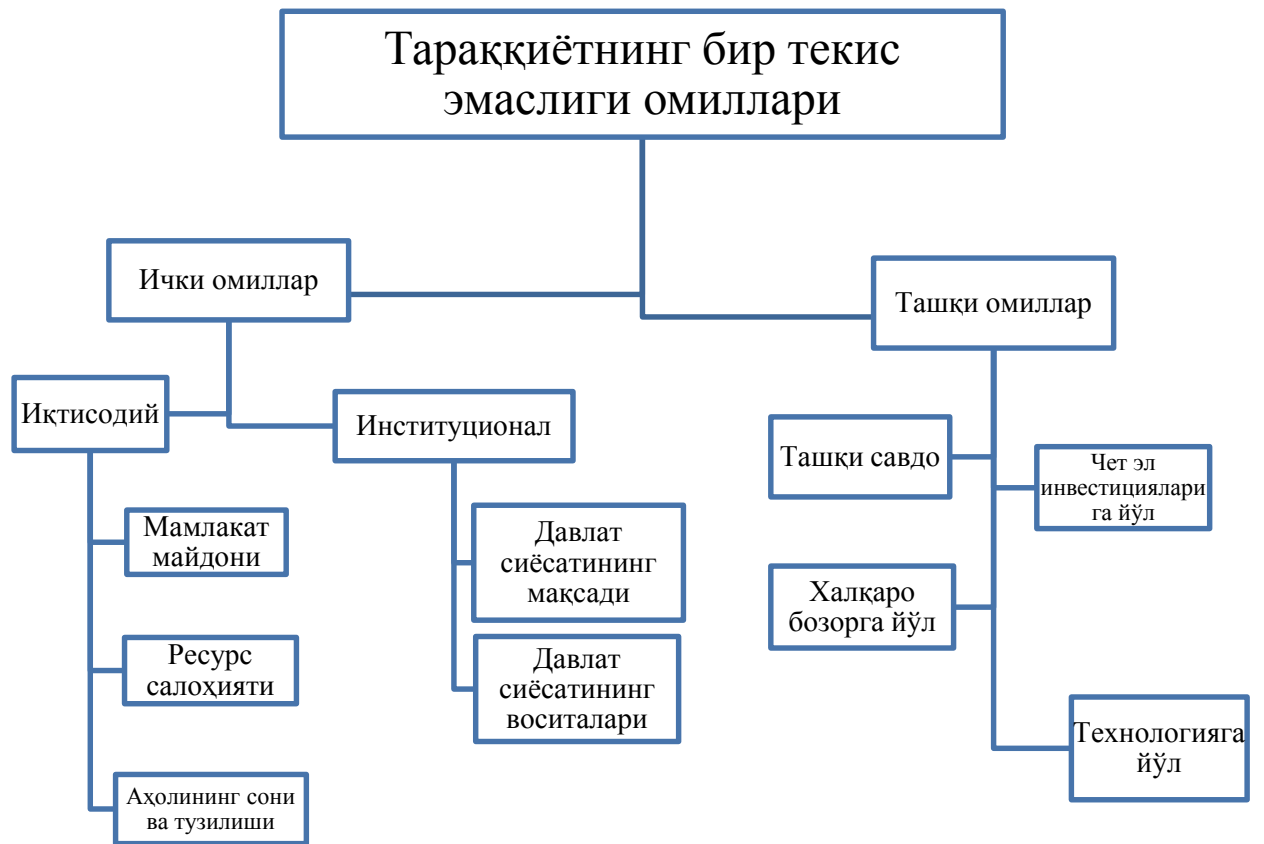 Тараққиётнинг бир текис
эмаслиги омиллари
Ички омиллар
Ташқи омиллар
Иқтисодий
Институционал
Мамлакат
майдони
Ресурс
салоҳияти
Аҳолининг сони
ва тузилиши
Давлат
сиёсатининг
мақсади
Давлат
сиёсатининг
воситалари
Ташқи савдо
Чет эл
инвестициялари
га йўл
Халқаро
бозорга йўл
Технологияга
йўл